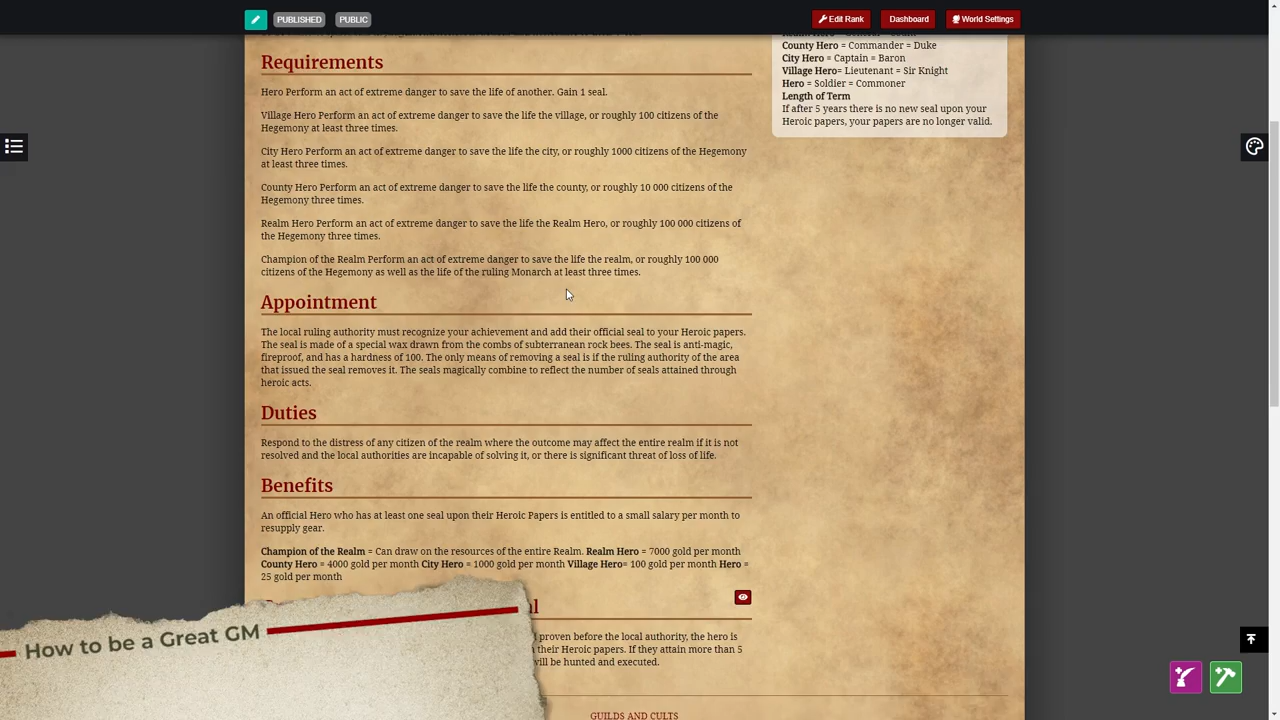 PUBLISHED
PUBLIC
Edit Rank
Dashboard
World Settings
County Hero = Commander = Duke
City Hero = Captain = Baron
Village Hero= Lieutenant = Sir Knight
Hero = Soldier = Commoner
Length of Term
If after 5 years there is no new seal upon your
Heroic papers, your papers are no longer valid.
Requirements
Hero Perform an act of extreme danger to save the life of another. Gain 1 seal.
Village Hero Perform an act of extreme danger to save the life the village, or roughly 100 citizens of the
Hegemony at least three times.
City Hero Perform an act of extreme danger to save the life the city, or roughly 1000 citizens of the Hegemony
at least three times.
County Hero Perform an act of extreme danger to save the life the county, or roughly 10 000 citizens of the
Hegemony three times.
Realm Hero Perform an act of extreme danger to save the life the Realm Hero, or roughly 100 000 citizens of
the Hegemony three times.
Champion of the Realm Perform an act of extreme danger to save the life the realm, or roughly 100 000
citizens of the Hegemony as well as the life of the ruling Monarch at least three times.
Appointment
The local ruling authority must recognize your achievement and add their official seal to your Heroic papers.
The seal is made of a special wax drawn from the combs of subterranean rock bees. The seal is anti-magic,
fireproof, and has a hardness of 100. The only means of removing a seal is if the ruling authority of the area
that issued the seal removes it. The seals magically combine to reflect the number of seals attained through
heroic acts.
Duties
Respond to the distress of any citizen of the realm where the outcome may affect the entire realm if it is not
resolved and the local authorities are incapable of solving it, or there is significant threat of loss of life.
Benefits
An official Hero who has at least one seal upon their Heroic Papers is entitled to a small salary per month to
resupply gear.
Champion of the Realm = Can draw on the resources of the entire Realm. Realm Hero = 7000 gold per month
County Hero = 4000 gold per month City Hero = 1000 gold per month Village Hero= 100 gold per month Hero =
25 gold per month
proven before the local authority, the hero is
their Heroic papers. If they attain more than 5
will be hunted and executed.
How to be a Great GM
GUILDS AND CULTS